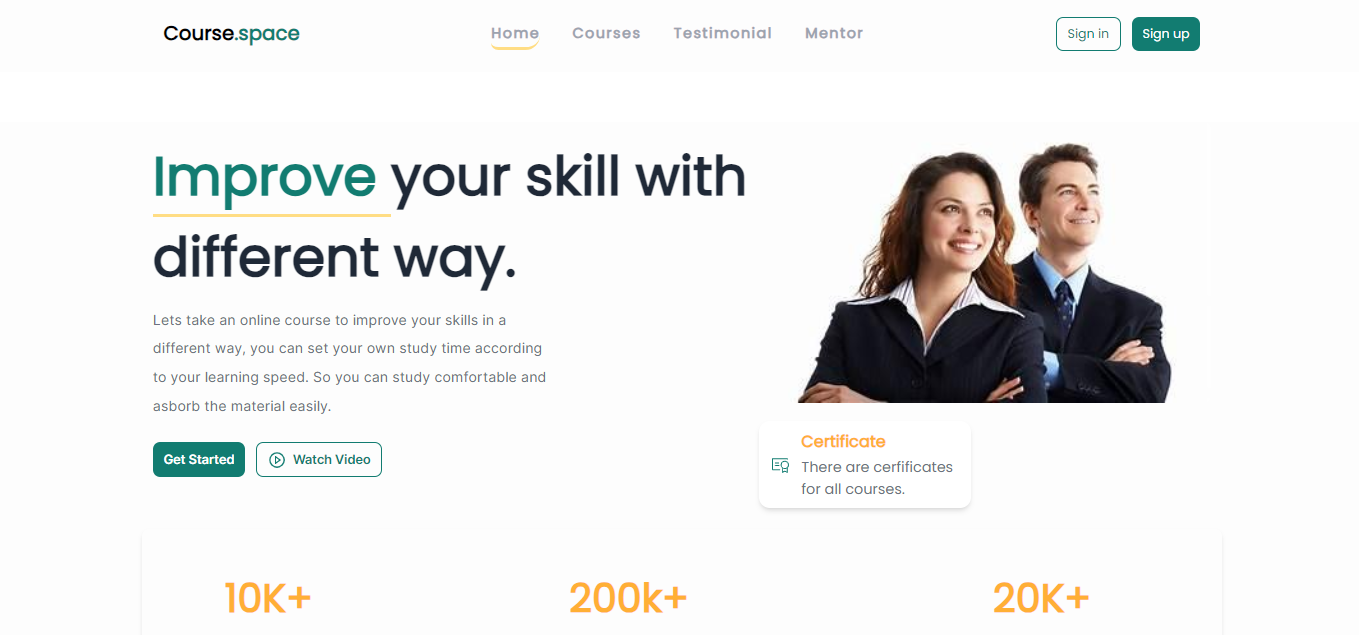 Course.space
Home
Courses
Testimonial
Mentor
Sign in
Sign up
Improve your skill with
different way.
Lets take an online course to improve your skills in a
different way, you can set your own study time according
to your learning speed. So you can study comfortable and
asborb the material easily.
Get Started
Watch Video
Certificate
There are cerfificates
for all courses.
10K+
200k+
20K+